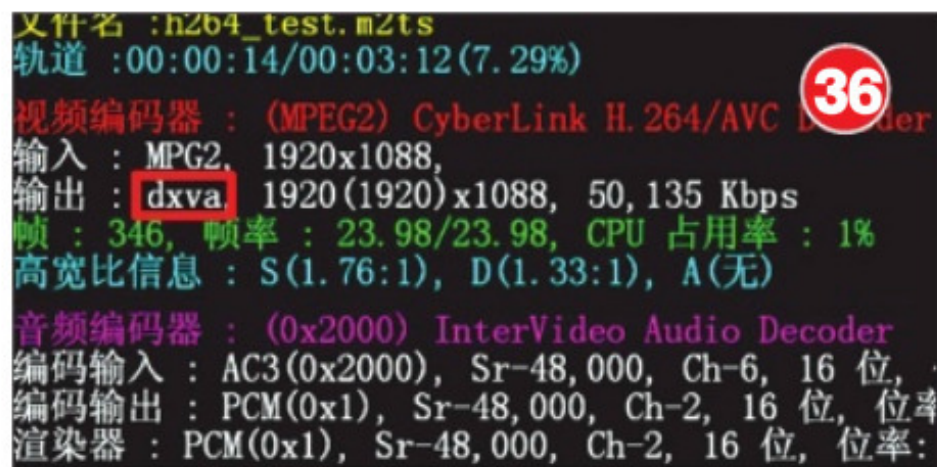 文件名 :h264_test.m2ts
轨道 :00:00:14/00:03:12(7.29%)
36
视频编码器 : (MPEG2) CyberLink H.264/AVC
输入 : MPG2, 1920x1088,
输出 : dxva, 1920(1920)x1088, 50,135 Kbps
帧 : 346, 帧率 : 23.98/23.98, CPU 占用率 : 1%
高宽比信息 : S(1.76:1), D(1.33:1), A(无)
音频编码器 : (0x2000) InterVideo Audio Decoder
编码输入 : AC3(0x2000), Sr-48,000, Ch-6, 16 位,
编码输出 : PCM(0x1), Sr-48,000, Ch-2, 16 位, 位率
渲染器 : PCM(0x1), Sr-48,000, Ch-2, 16 位, 位率: